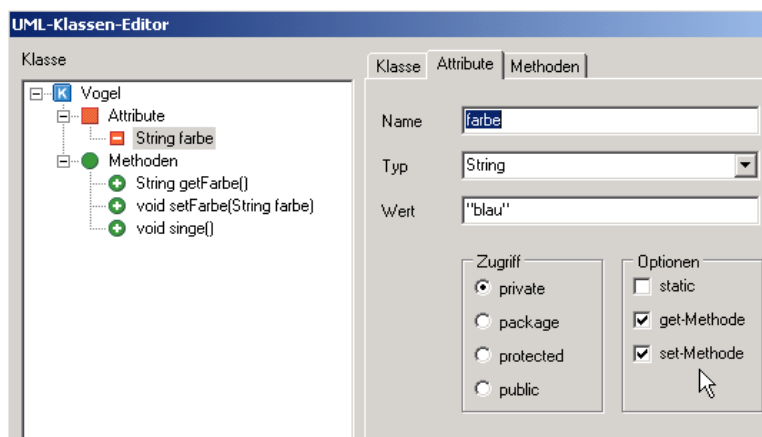 UML-Klassen-Editor
Klasse
Vogel
Attribute
String farbe
Methoden
String getFarbe()
void setFarbe(String farbe)
void singe()
Klasse Attribute Methoden
Name farbe
Typ String
Wert "blau"
Zugriff
private
package
protected
public
Optionen
static
get-Methode
set-Methode